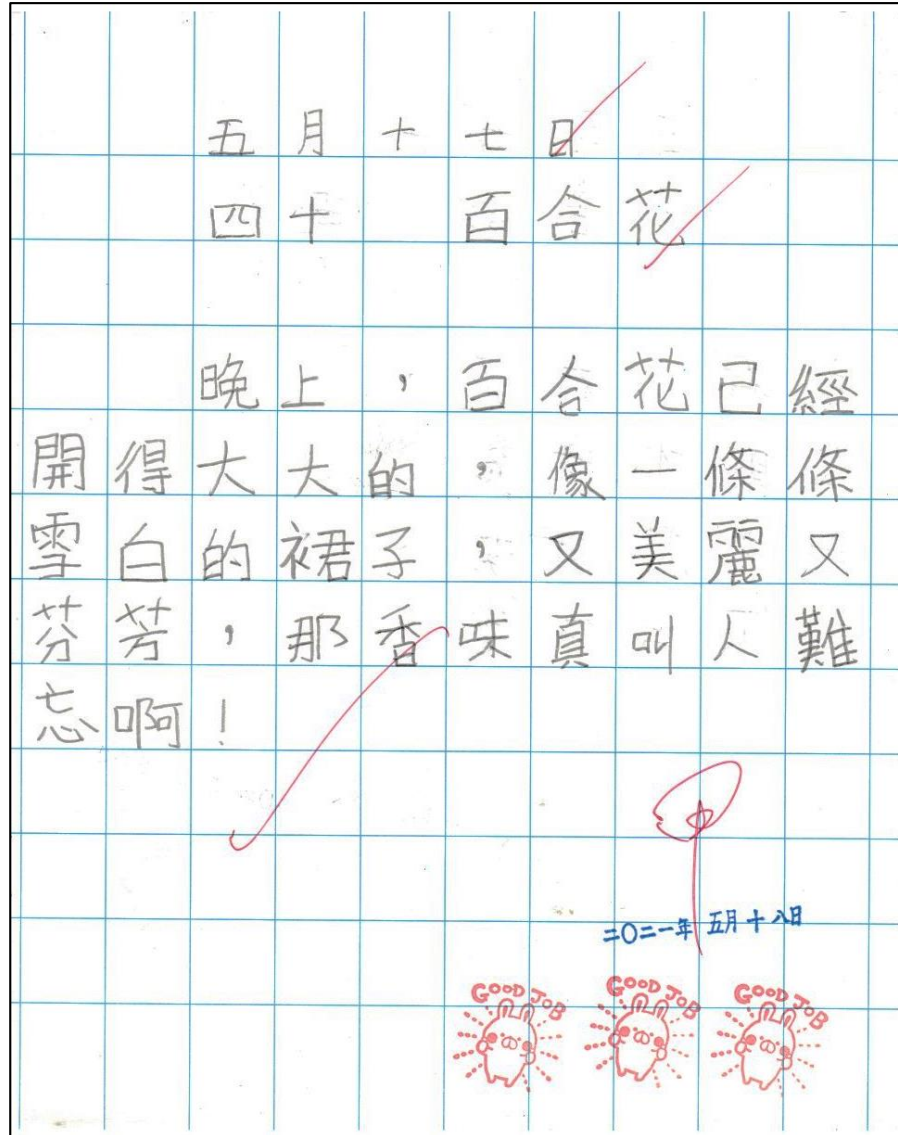 五月十七日
四十　百合花
晚上，百合花已經
開得大大的，像一條條
雪白的裙子，又美麗又
芬芳，那香味真叫人難
忘啊！
二〇二一年 五月十八日
GOOD JOB GOOD JOB GOOD JOB